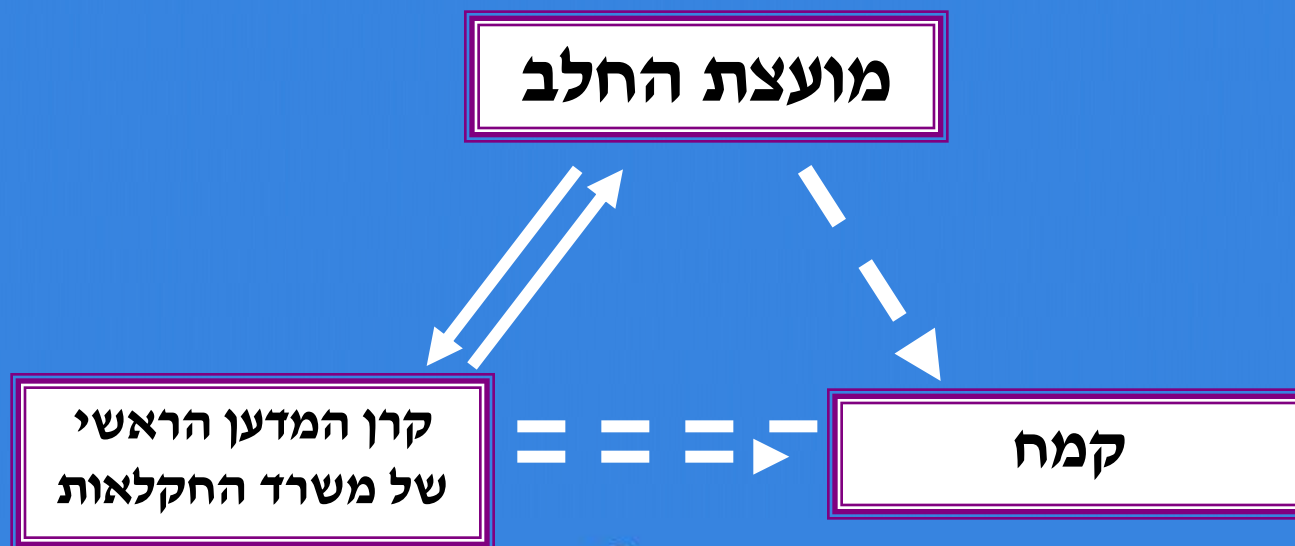 מועצת החלב
קרן המדען הראשי
של משרד החקלאות
קמח